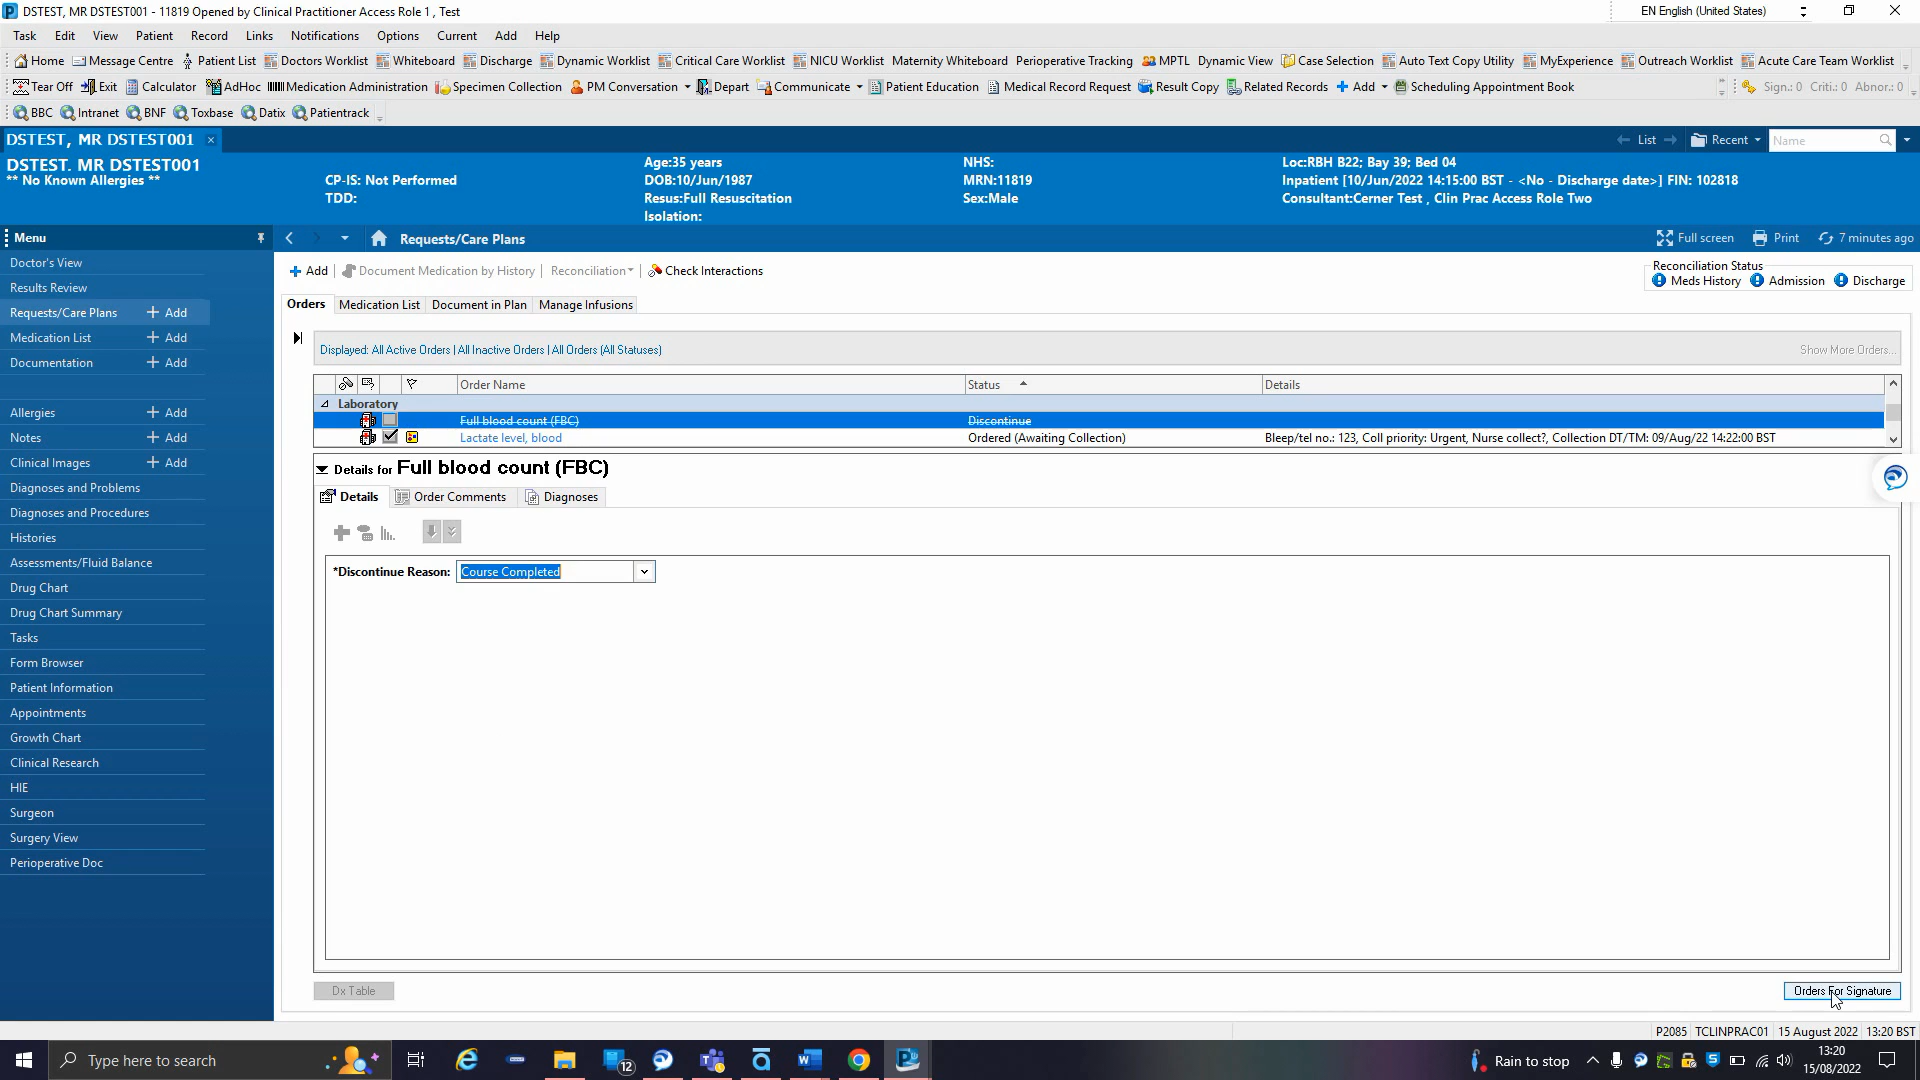 DSTEST, MR DSTEST001 - 11819 Opened by Clinical Practitioner Access Role 1 , Test
EN English (United States)
Task Edit View Patient Record Links Notifications Options Current Add Help
Home Message Centre Patient List Doctors Worklist Whiteboard Discharge Dynamic Worklist Critical Care Worklist NICU Worklist Maternity Whiteboard Perioperative Tracking MPTL Dynamic View Case Selection Auto Text Copy Utility MyExperience Outreach Worklist Acute Care Team Worklist
Tear Off Exit Calculator AdHoc Medication Administration Specimen Collection PM Conversation Depart Communicate Patient Education Medical Record Request Result Copy Related Records Add Scheduling Appointment Book Sign.: 0 Criti.: 0 Abnor.: 0
BBC Intranet BNF Toxbase Datix Patientrack
DSTEST, MR DSTEST001 List Recent Name
DSTEST. MR DSTEST001 Age:35 years NHS: Loc:RBH B22; Bay 39; Bed 04
** No Known Allergies ** CP-IS: Not Performed DOB:10/Jun/1987 MRN:11819 Inpatient [10/Jun/2022 14:15:00 BST - <No - Discharge date>] FIN: 102818
TDD: Resus:Full Resuscitation Sex:Male Consultant:Cerner Test , Clin Prac Access Role Two
Isolation:
Menu
Requests/Care Plans Full screen Print 7 minutes ago
Doctor's View
Results Review
Requests/Care Plans Add
Medication List Add
Documentation Add
Allergies Add
Notes Add
Clinical Images Add
Diagnoses and Problems
Diagnoses and Procedures
Histories
Assessments/Fluid Balance
Drug Chart
Drug Chart Summary
Tasks
Form Browser
Patient Information
Appointments
Growth Chart
Clinical Research
HIE
Surgeon
Surgery View
Perioperative Doc
Add Document Medication by History Reconciliation Check Interactions
Reconciliation Status
Meds History Admission Discharge
Orders Medication List Document in Plan Manage Infusions
Displayed: All Active Orders | All Inactive Orders | All Orders (All Statuses) Show More Orders...
Order Name Status Details
Laboratory
Full blood count (FBC) Discontinue
Lactate level, blood Ordered (Awaiting Collection) Bleep/tel no.: 123, Coll priority: Urgent, Nurse collect?, Collection DT/TM: 09/Aug/22 14:22:00 BST
Details for Full blood count (FBC)
Details Order Comments Diagnoses
*Discontinue Reason: Course Completed
Dx Table Orders For Signature
P2085 TCLINPRAC01 15 August 2022 13:20 BST
Type here to search
12
Rain to stop
13:20
15/08/2022